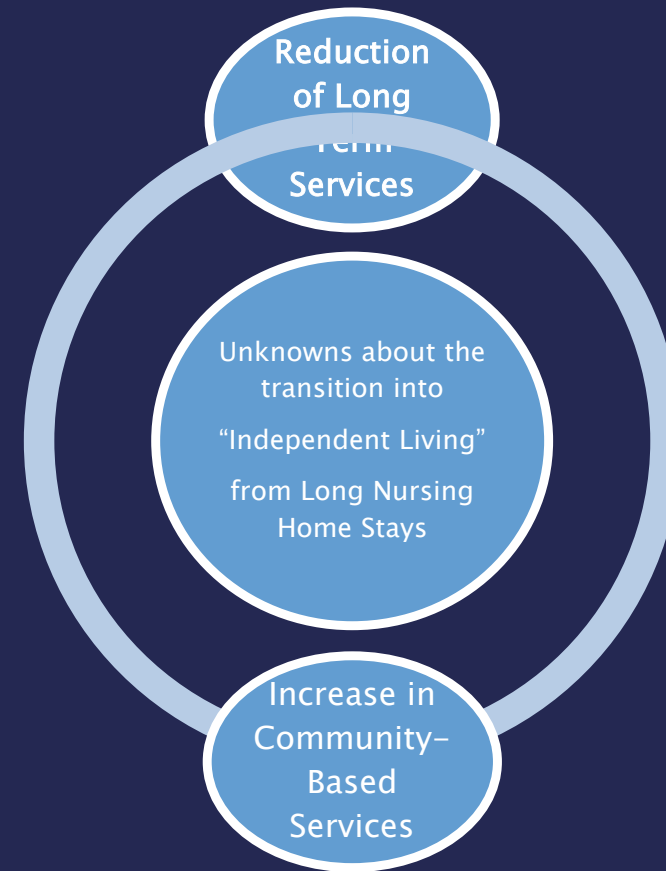 Reduction
of Long
Term
Services
Unknowns about the
transition into
“Independent Living”
from Long Nursing
Home Stays
Increase in
Community-
Based
Services